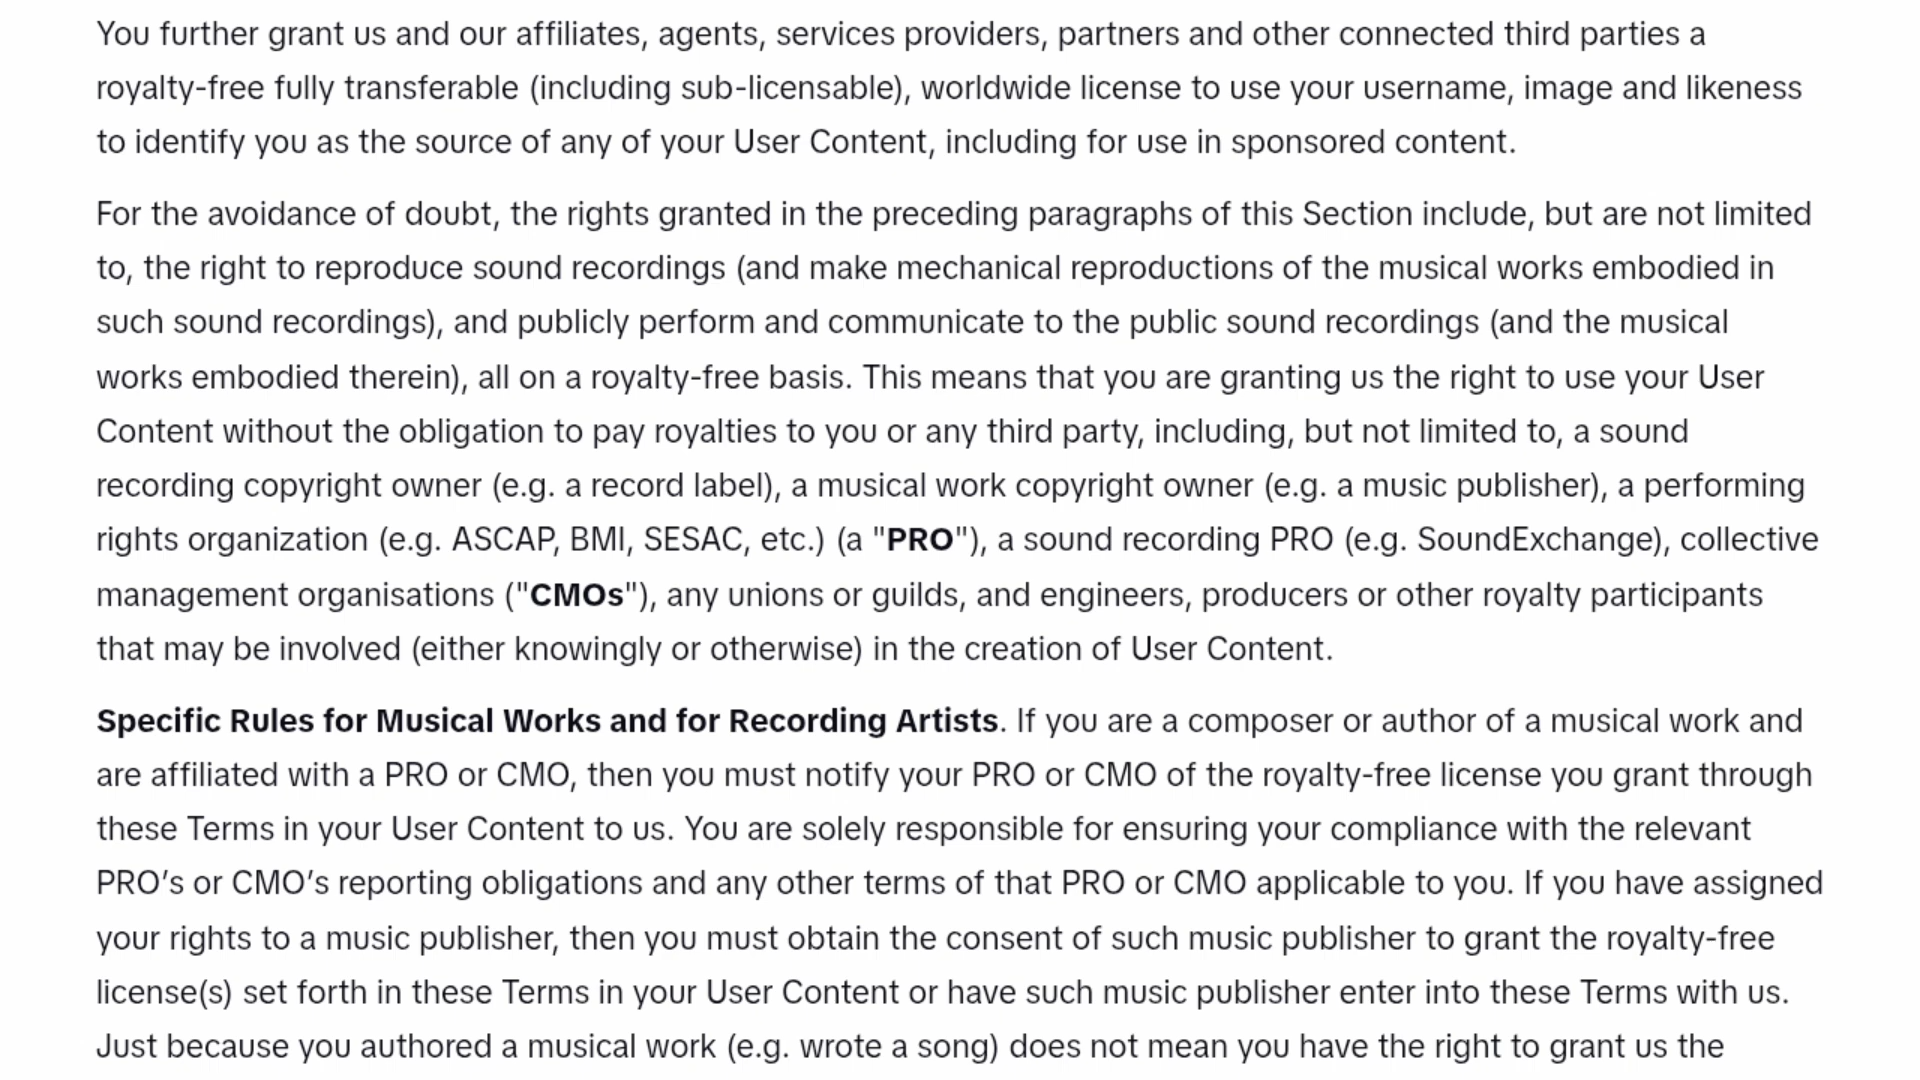 You further grant us and our affiliates, agents, services providers, partners and other connected third parties a
royalty-free fully transferable (including sub-licensable), worldwide license to use your username, image and likeness
to identify you as the source of any of your User Content, including for use in sponsored content.
For the avoidance of doubt, the rights granted in the preceding paragraphs of this Section include, but are not limited
to, the right to reproduce sound recordings (and make mechanical reproductions of the musical works embodied in
such sound recordings), and publicly perform and communicate to the public sound recordings (and the musical
works embodied therein), all on a royalty-free basis. This means that you are granting us the right to use your User
Content without the obligation to pay royalties to you or any third party, including, but not limited to, a sound
recording copyright owner (e.g. a record label), a musical work copyright owner (e.g. a music publisher), a performing
rights organization (e.g. ASCAP, BMI, SESAC, etc.) (a "PRO"), a sound recording PRO (e.g. SoundExchange), collective
management organisations ("CMOs"), any unions or guilds, and engineers, producers or other royalty participants
that may be involved (either knowingly or otherwise) in the creation of User Content.
Specific Rules for Musical Works and for Recording Artists. If you are a composer or author of a musical work and
are affiliated with a PRO or CMO, then you must notify your PRO or CMO of the royalty-free license you grant through
these Terms in your User Content to us. You are solely responsible for ensuring your compliance with the relevant
PRO’s or CMO’s reporting obligations and any other terms of that PRO or CMO applicable to you. If you have assigned
your rights to a music publisher, then you must obtain the consent of such music publisher to grant the royalty-free
license(s) set forth in these Terms in your User Content or have such music publisher enter into these Terms with us.
Just because you authored a musical work (e.g. wrote a song) does not mean you have the right to grant us the